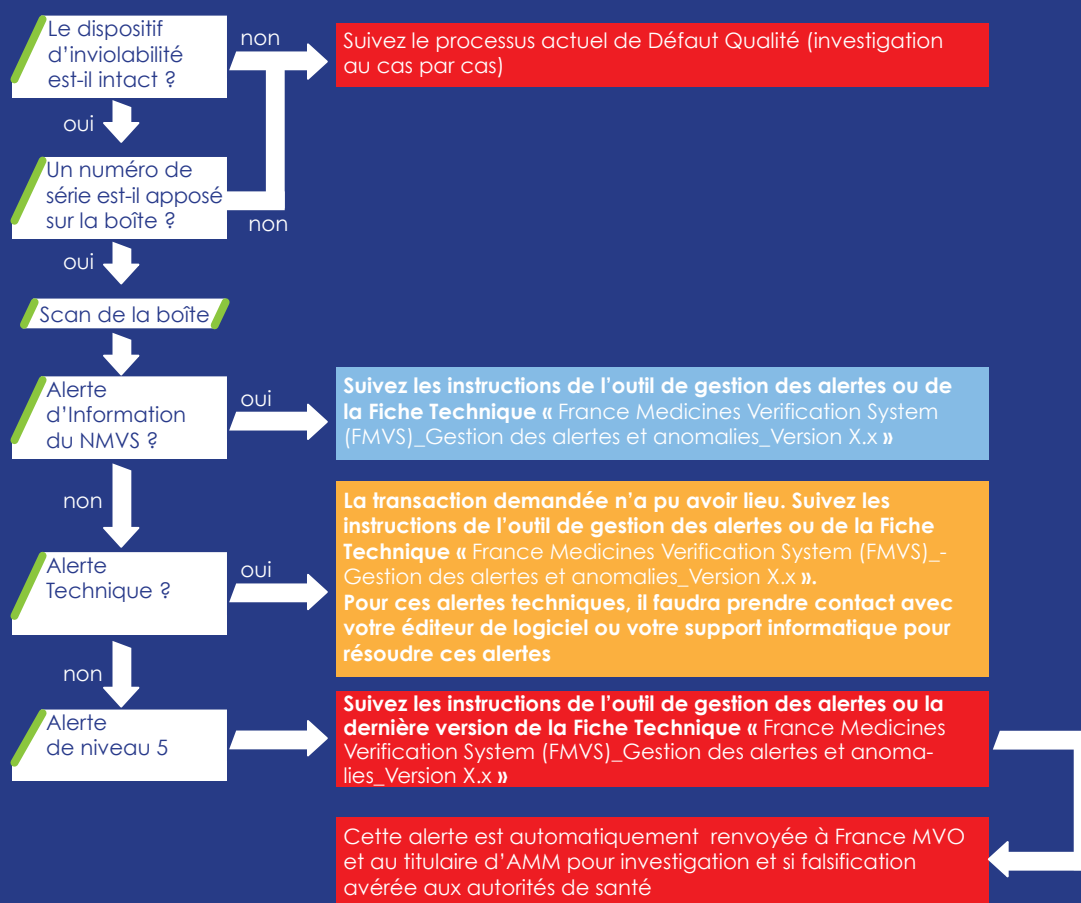 Le dispositif
d'inviolabilité
est-il intact ?
non
Suivez le processus actuel de Défaut Qualité (investigation
au cas par cas)
oui
Un numéro de
série est-il apposé
sur la boîte ?
non
oui
Scan de la boîte
Alerte
d'Information
du NMVS ?
oui
Suivez les instructions de l'outil de gestion des alertes ou de
la Fiche Technique « France Medicines Verification System
(FMVS)_Gestion des alertes et anomalies_Version X.x »
non
Alerte
Technique ?
oui
La transaction demandée n'a pu avoir lieu. Suivez les
instructions de l'outil de gestion des alertes ou de la Fiche
Technique « France Medicines Verification System (FMVS)_-
Gestion des alertes et anomalies_Version X.x ».
Pour ces alertes techniques, il faudra prendre contact avec
votre éditeur de logiciel ou votre support informatique pour
résoudre ces alertes
non
Alerte
de niveau 5
Suivez les instructions de l'outil de gestion des alertes ou la
dernière version de la Fiche Technique « France Medicines
Verification System (FMVS)_Gestion des alertes et anoma-
lies_Version X.x »
Cette alerte est automatiquement renvoyée à France MVO
et au titulaire d'AMM pour investigation et si falsification
avérée aux autorités de santé